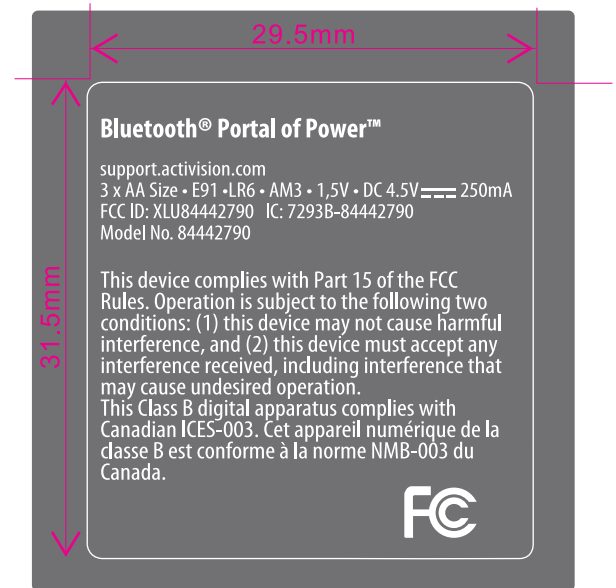 29.5mm
31.5mm
Bluetooth® Portal of Power™
support.activision.com
3 x AA Size • E91 •LR6 • AM3 • 1,5V • DC 4.5V 250mA
FCC ID: XLU84442790 IC: 7293B-84442790
Model No. 84442790
This device complies with Part 15 of the FCC
Rules. Operation is subject to the following two
conditions: (1) this device may not cause harmful
interference, and (2) this device must accept any
interference received, including interference that
may cause undesired operation.
This Class B digital apparatus complies with
Canadian ICES-003. Cet appareil numérique de la
classe B est conforme à la norme NMB-003 du
Canada.
FC